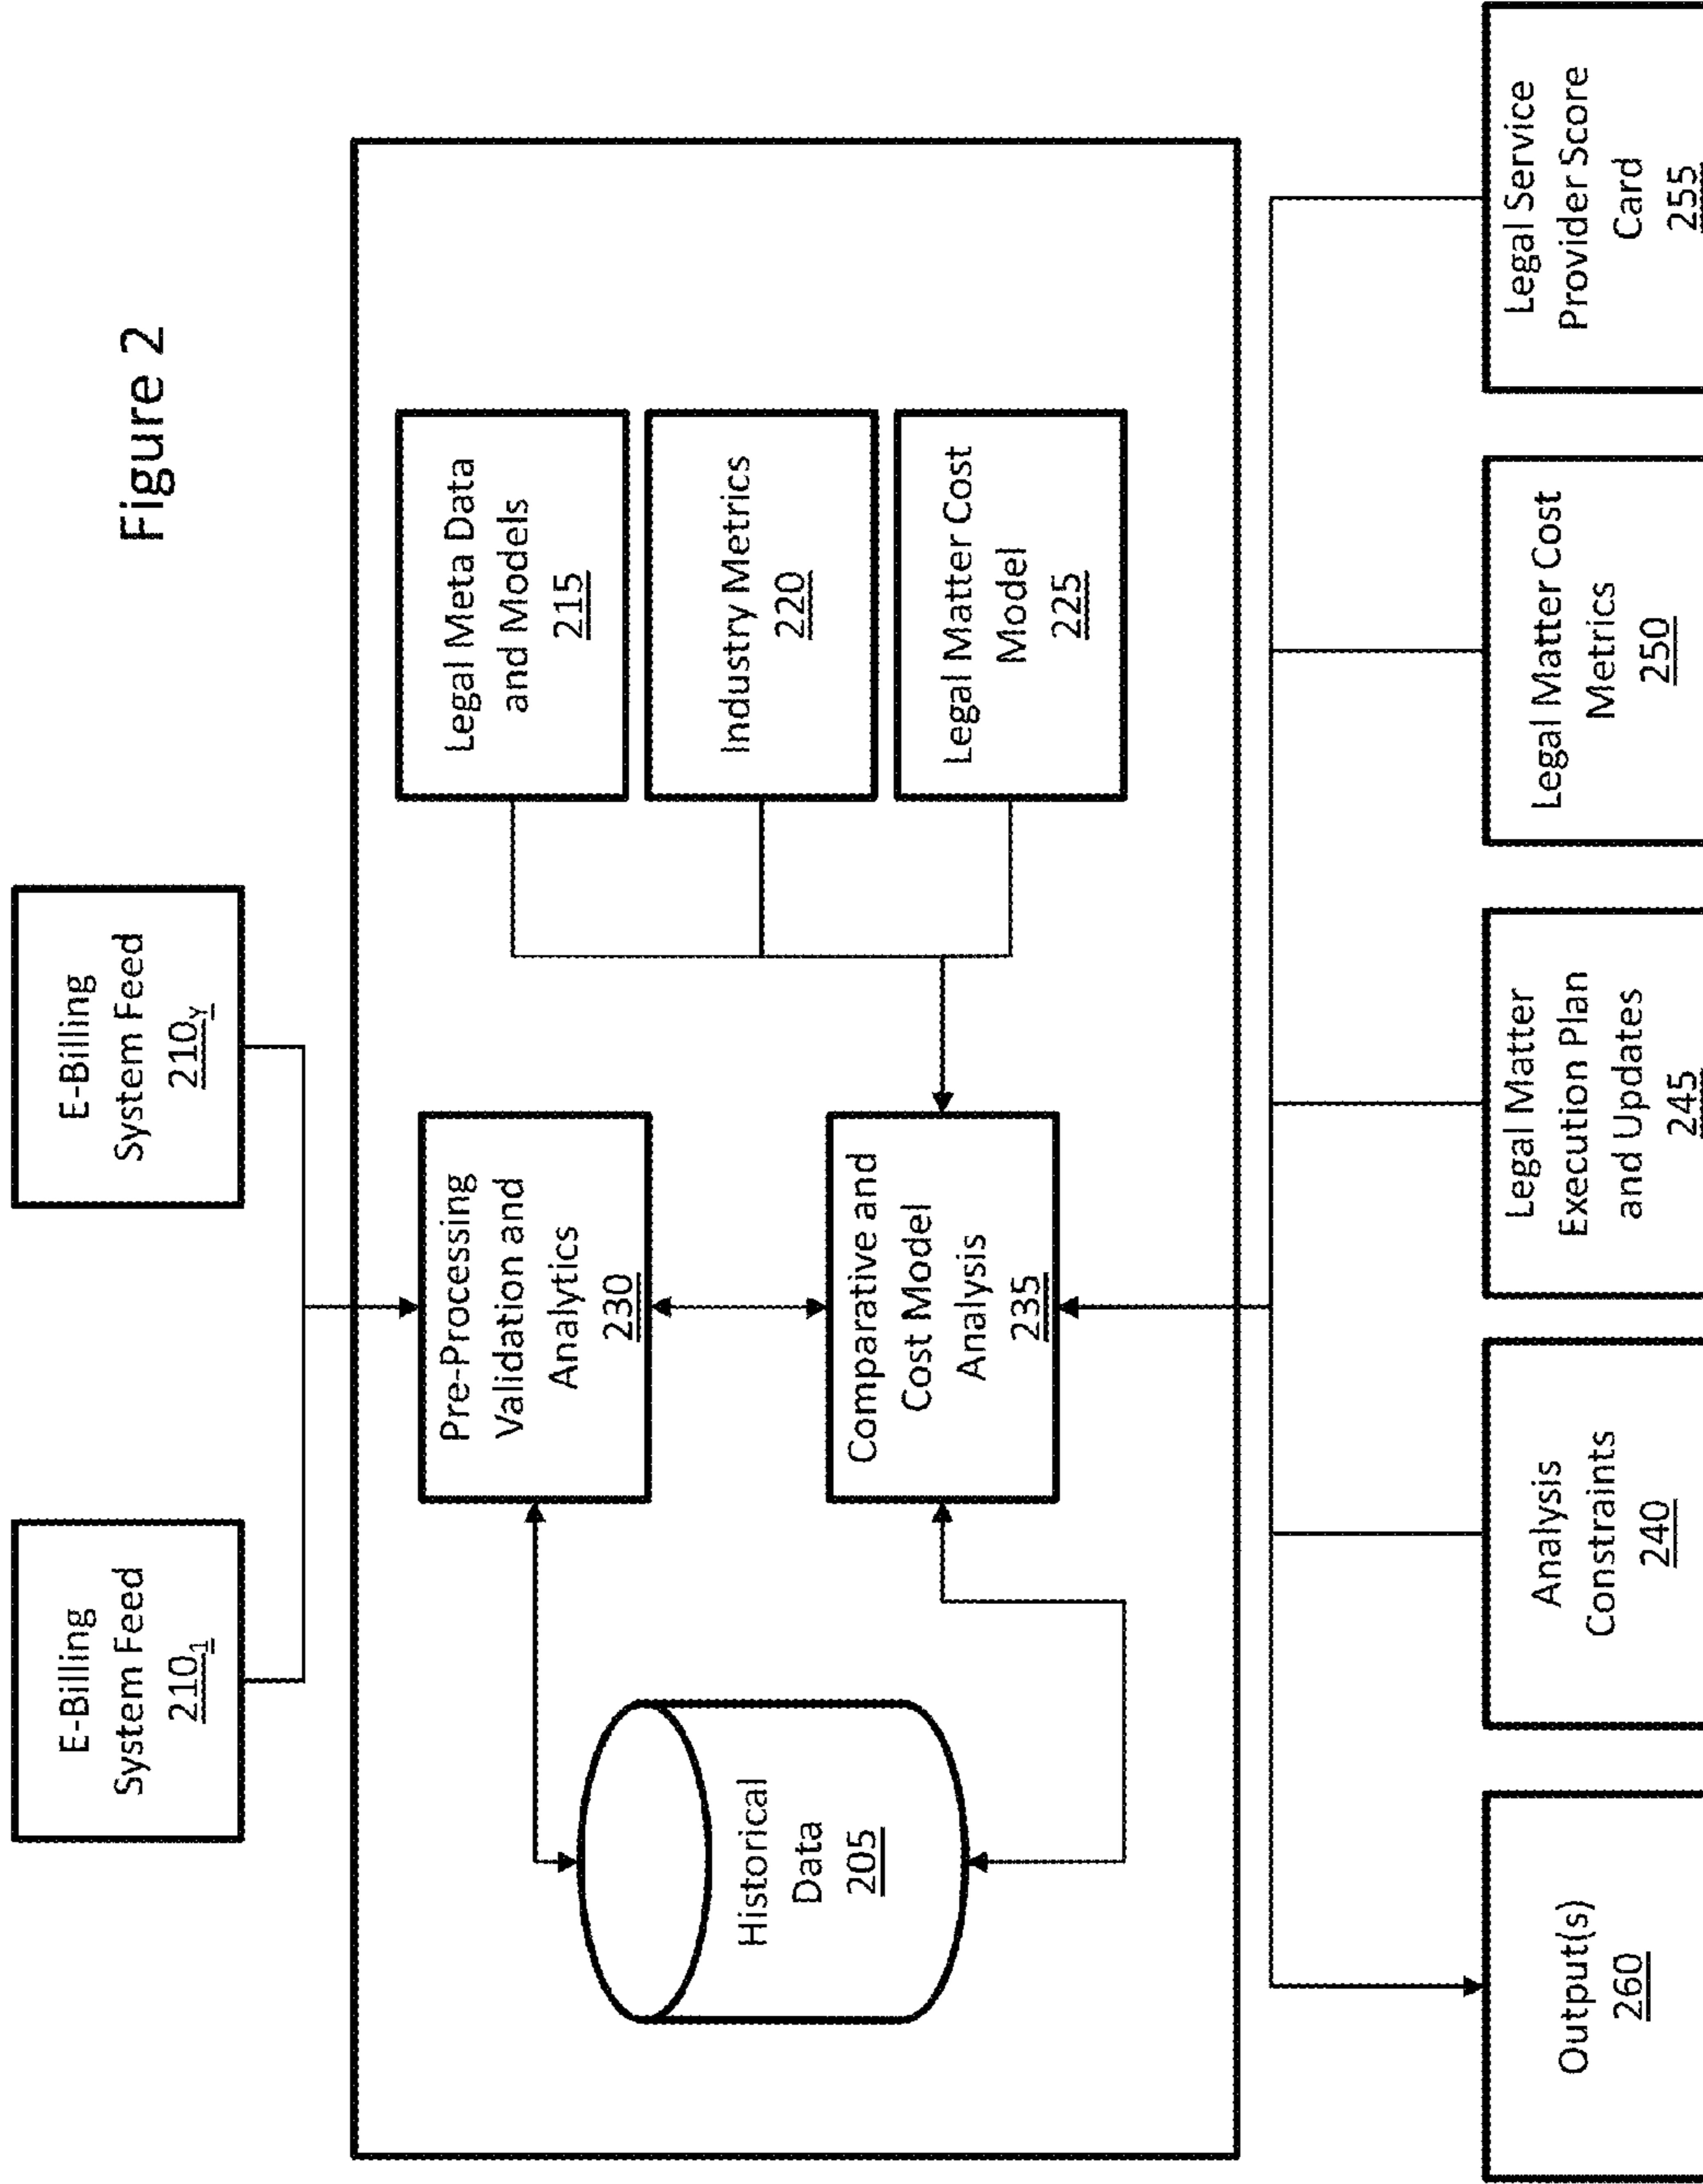 Figure 2
E-Billing
System Feed
210₁
E-Billing
System Feed
210ᵧ
Historical
Data
205
Pre-Processing
Validation and
Analytics
230
Comparative and
Cost Model
Analysis
235
Legal Meta Data
and Models
215
Industry Metrics
220
Legal Matter Cost
Model
225
Output(s)
260
Analysis
Constraints
240
Legal Matter
Execution Plan
and Updates
245
Legal Matter Cost
Metrics
250
Legal Service
Provider Score
Card
255